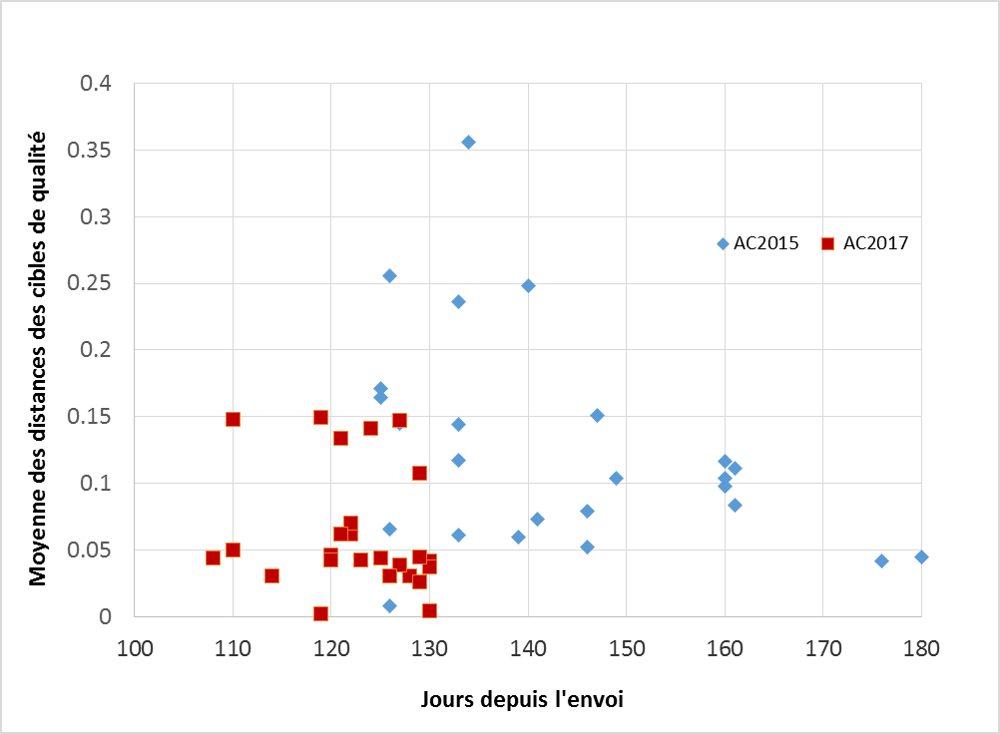 Moyenne des distances des cibles de qualité
0.4
0.35
0.3
0.25
0.2
0.15
0.1
0.05
0
AC2015 AC2017
100 110 120 130 140 150 160 170 180
Jours depuis l'envoi